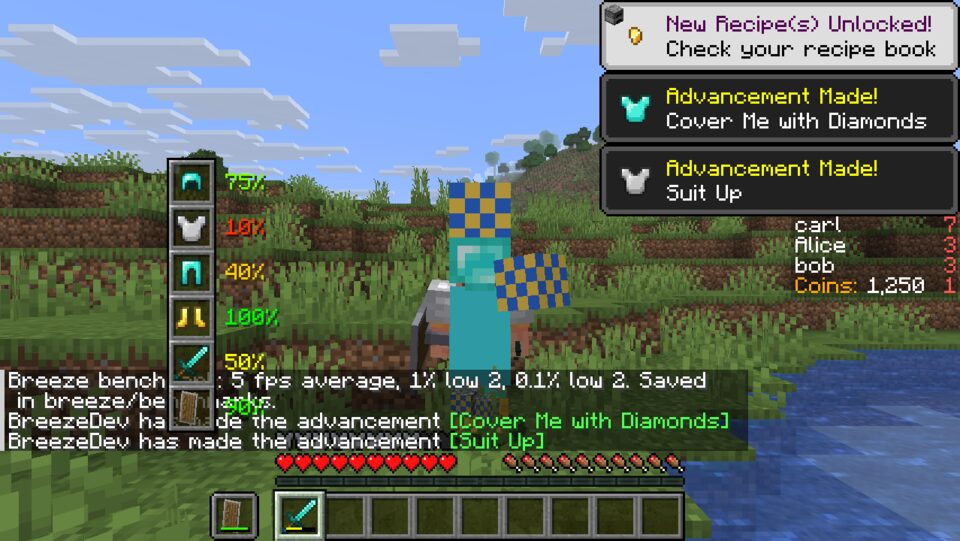 New Recipe(s) Unlocked!
Check your recipe book
Advancement Made!
Cover Me with Diamonds
Advancement Made!
Suit Up
carl 7
Alice 3
bob 3
Coins: 1,250 1
75%
10%
40%
100%
50%
90%
Breeze bench : 5 fps average, 1% low 2, 0.1% low 2. Saved
in breeze/be rks.
BreezeDev ha de the advancement [Cover Me with Diamonds]
BreezeDev has made the advancement [Suit Up]